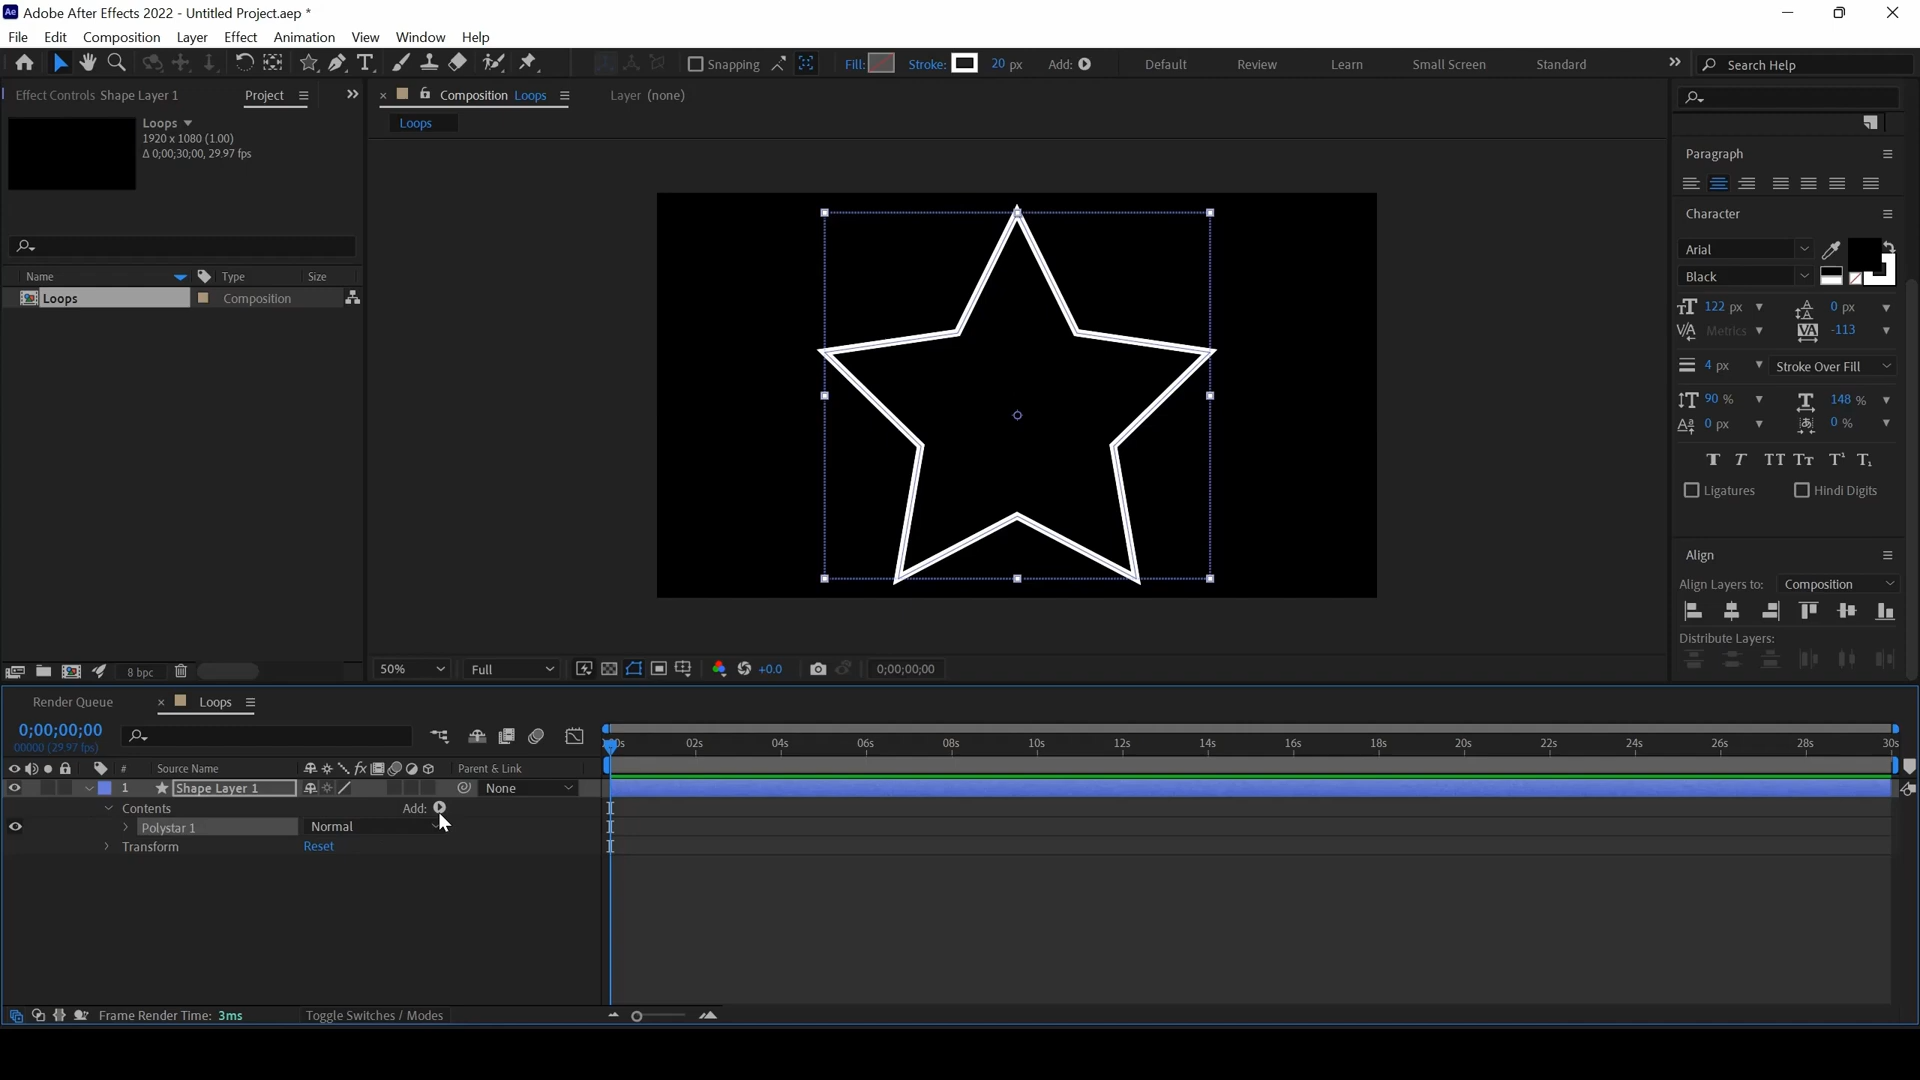 Ae Adobe After Effects 2022 - Untitled Project.aep *
File Edit Composition Layer Effect Animation View Window Help
Snapping Fill: Stroke: 20 px Add: Default Review Learn Small Screen Standard Search Help
Effect Controls Shape Layer 1 Project Composition Loops Layer (none)
Loops
Loops
1920 x 1080 (1.00)
Δ 0;00;30;00, 29.97 fps
Name Type Size
Loops Composition
Paragraph
Character
Arial
Black
122 px 0 px
Metrics -113
4 px Stroke Over Fill
90 % 148 %
0 px 0 %
T T TT Tt T¹ T₁
Ligatures Hindi Digits
Align
Align Layers to: Composition
Distribute Layers:
8 bpc 50% Full +0.0 0;00;00;00
Render Queue Loops
0;00;00;00
00000 (29.97 fps)
02s 04s 06s 08s 10s 12s 14s 16s 18s 20s 22s 24s 26s 28s 30s
# Source Name fx Parent & Link
1 Shape Layer 1 None
Contents Add:
Polystar 1 Normal
Transform Reset
Frame Render Time: 3ms Toggle Switches / Modes